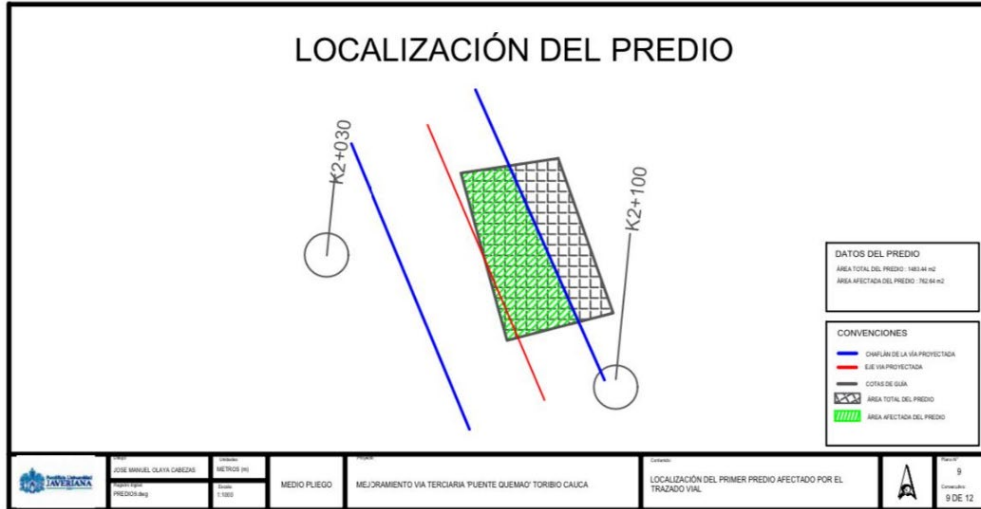 LOCALIZACIÓN DEL PREDIO
K2+030
K2+100
DATOS DEL PREDIO
ÁREA TOTAL DEL PREDIO : 1483.44 m2
ÁREA AFECTADA DEL PREDIO : 762.64 m2
CONVENCIONES
CHAFLÁN DE LA VÍA PROYECTADA
EJE VIA PROYECTADA
COTAS DE GUÍA
ÁREA TOTAL DEL PREDIO
ÁREA AFECTADA DEL PREDIO
JAVERIANA
JOSE MANUEL OLAYA CABEZAS
PREDIOS.dwg
METROS (m)
1:1000
MEDIO PLIEGO
MEJORAMIENTO VIA TERCIARIA 'PUENTE QUEMAO' TORIBIO CAUCA
LOCALIZACIÓN DEL PRIMER PREDIO AFECTADO POR EL
TRAZADO VIAL
9
9 DE 12